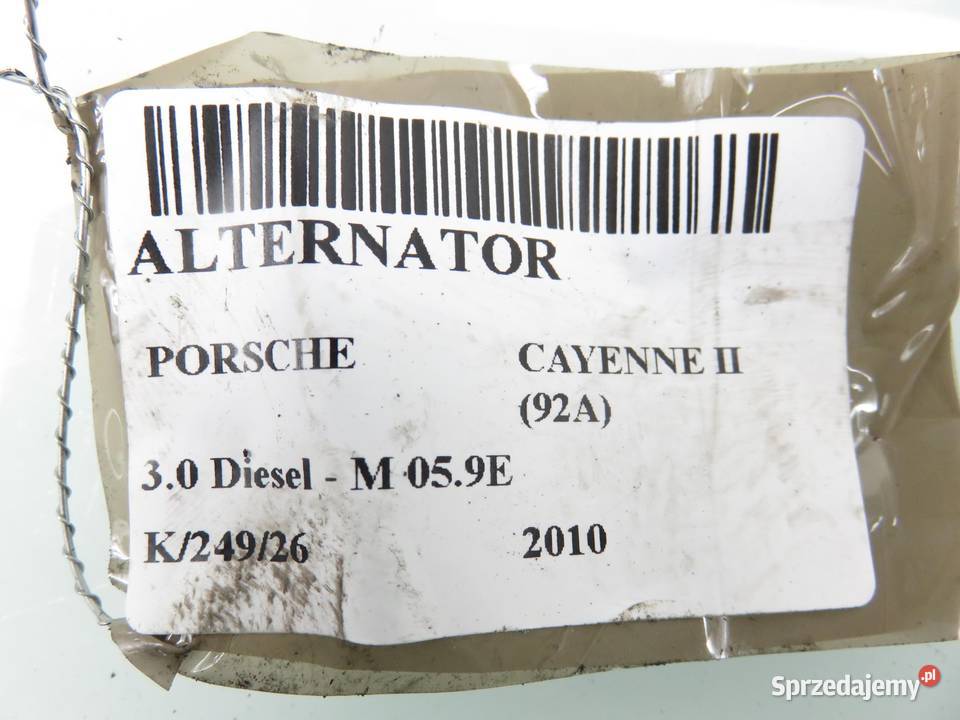 ALTERNATOR
PORSCHE CAYENNE II
(92A)
3.0 Diesel - M 05.9E
K/249/26 2010
Sprzedajemy.pl